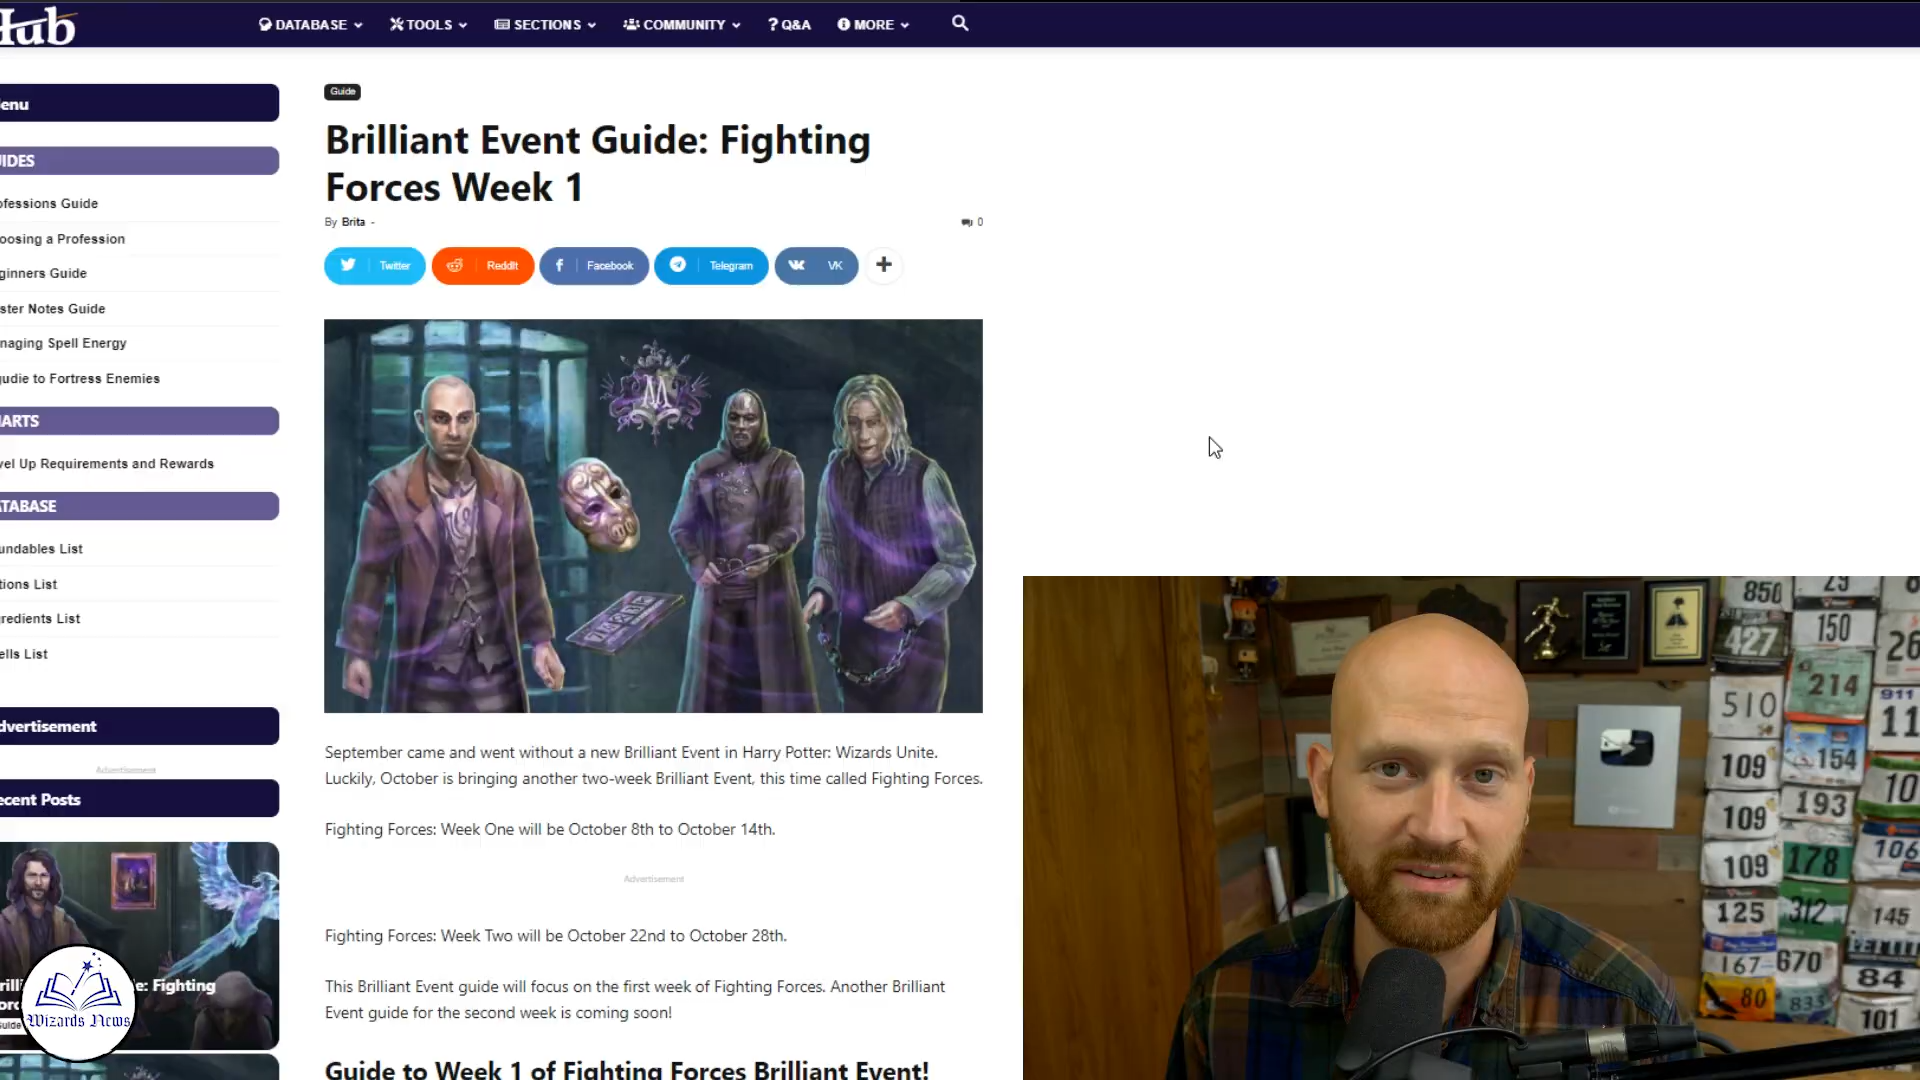 Hub
DATABASE
TOOLS
SECTIONS
COMMUNITY
? Q&A
MORE
enu
Guide
Brilliant Event Guide: Fighting
Forces Week 1
By Brita -
0
Twitter
Reddit
Facebook
Telegram
VK
UIDES
ofessions Guide
oosing a Profession
ginners Guide
ster Notes Guide
naging Spell Energy
gudie to Fortress Enemies
ARTS
vel Up Requirements and Rewards
TABASE
undables List
tions List
gredients List
ells List
dvertisement
Advertisement
ecent Posts
e: Fighting
Wizards News
M
September came and went without a new Brilliant Event in Harry Potter: Wizards Unite.
Luckily, October is bringing another two-week Brilliant Event, this time called Fighting Forces.
Fighting Forces: Week One will be October 8th to October 14th.
Advertisement
Fighting Forces: Week Two will be October 22nd to October 28th.
This Brilliant Event guide will focus on the first week of Fighting Forces. Another Brilliant
Event guide for the second week is coming soon!
Guide to Week 1 of Fighting Forces Brilliant Event!
850
29
427
150
26
510
214
911
11
109
154
109
193
10
109
178
106
125
312
145
167
670
84
80
835
101